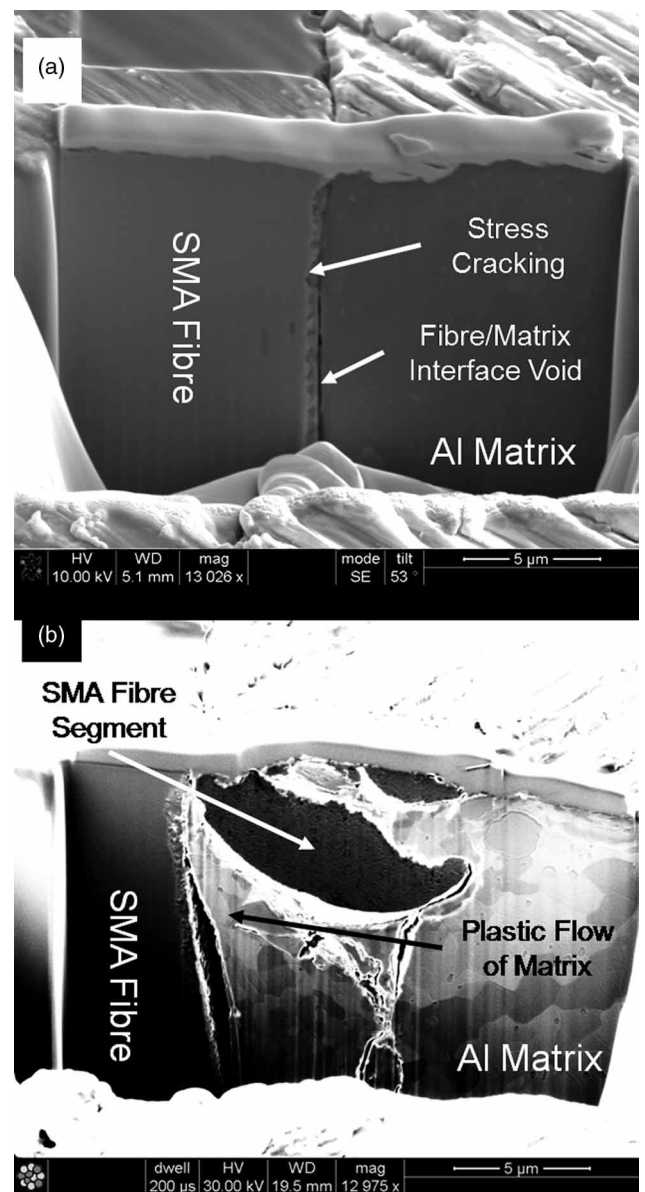 (a)
SMA Fibre
Stress
Cracking
Fibre/Matrix
Interface Void
Al Matrix
HV WD mag mode tilt
10.00 kV 5.1 mm 13 026 x SE 53 ° 5 µm
(b)
SMA Fibre
Segment
SMA Fibre
Plastic Flow
of Matrix
Al Matrix
dwell HV WD mag
200 µs 30.00 kV 19.5 mm 12 975 x 5 µm